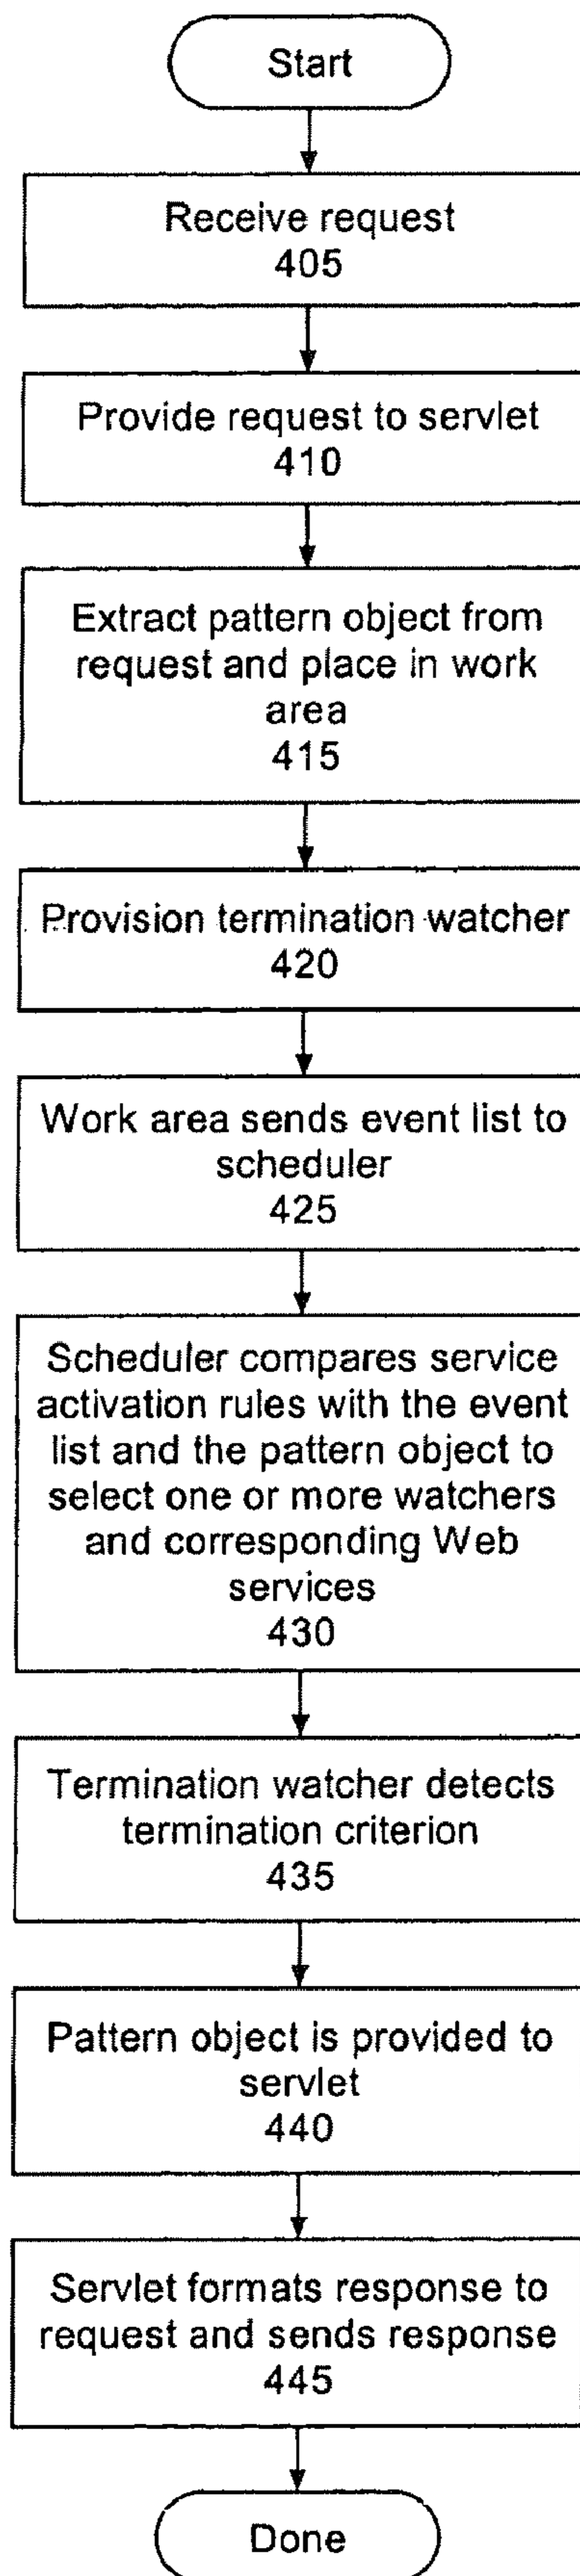 Start
Receive request
405
Provide request to servlet
410
Extract pattern object from
request and place in work
area
415
Provision termination watcher
420
Work area sends event list to
scheduler
425
Scheduler compares service
activation rules with the event
list and the pattern object to
select one or more watchers
and corresponding Web
services
430
Termination watcher detects
termination criterion
435
Pattern object is provided to
servlet
440
Servlet formats response to
request and sends response
445
Done